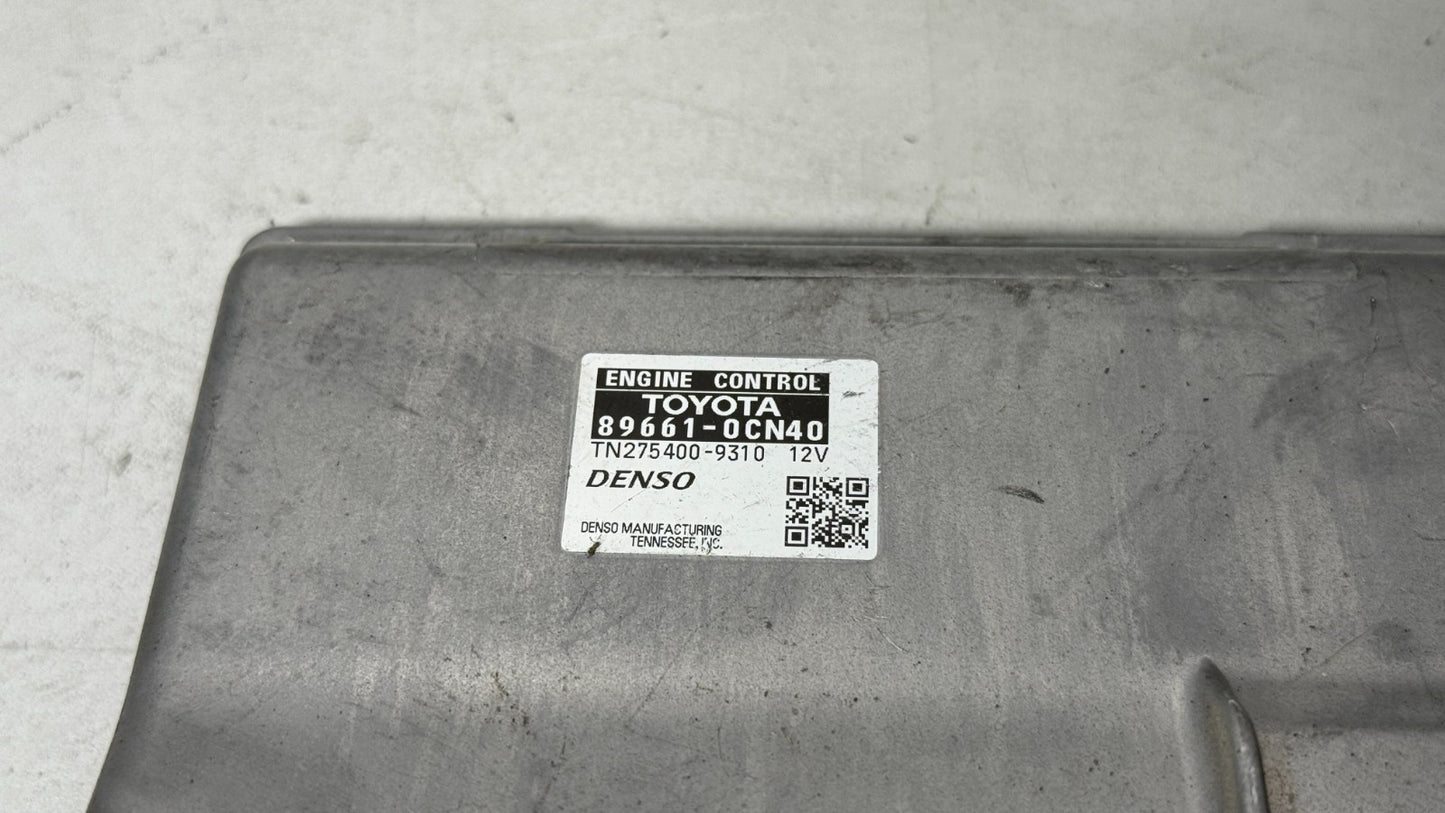 ENGINE CONTROL
TOYOTA
89661-0CN40
TN275400-9310 12V
DENSO
DENSO MANUFACTURING
TENNESSEE, INC.